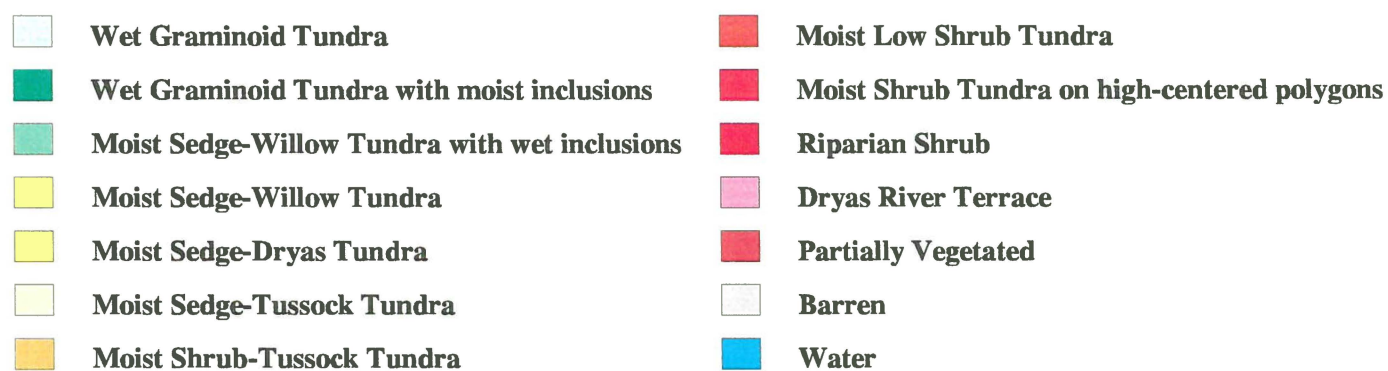 Wet Graminoid Tundra
Wet Graminoid Tundra with moist inclusions
Moist Sedge-Willow Tundra with wet inclusions
Moist Sedge-Willow Tundra
Moist Sedge-Dryas Tundra
Moist Sedge-Tussock Tundra
Moist Shrub-Tussock Tundra
Moist Low Shrub Tundra
Moist Shrub Tundra on high-centered polygons
Riparian Shrub
Dryas River Terrace
Partially Vegetated
Barren
Water